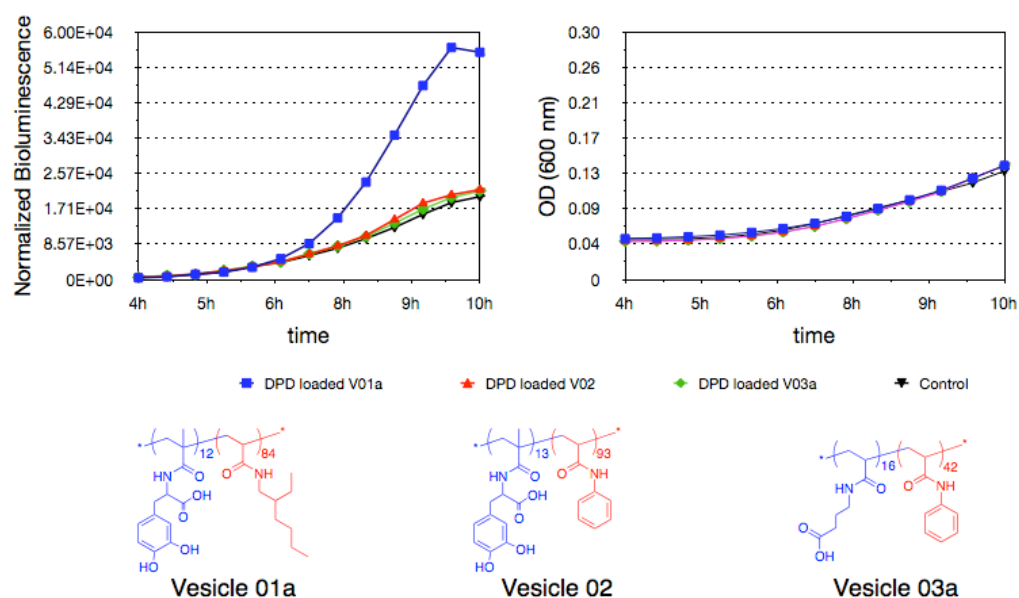 Normalized Bioluminescence
6.00E+04
5.14E+04
4.29E+04
3.43E+04
2.57E+04
1.71E+04
8.57E+03
0E+00
4h 5h 6h 8h 9h 10h
time
OD (600 nm)
0.30
0.26
0.21
0.17
0.13
0.09
0.04
0
4h 5h 6h 8h 9h 10h
time
DPD loaded V01a DPD loaded V02 DPD loaded V03a Control
* 12 84 *
O NH O NH
OH
O
OH
HO
Vesicle 01a
* 13 93 *
O NH O NH
OH
O
OH
HO
Vesicle 02
* 16 42 *
NH O O NH
O
OH
Vesicle 03a